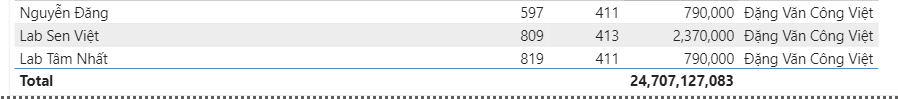 Nguyễn Đăng 597 411 790,000 Đặng Văn Công Việt
Lab Sen Việt 809 413 2,370,000 Đặng Văn Công Việt
Lab Tâm Nhất 819 411 790,000 Đặng Văn Công Việt
Total 24,707,127,083